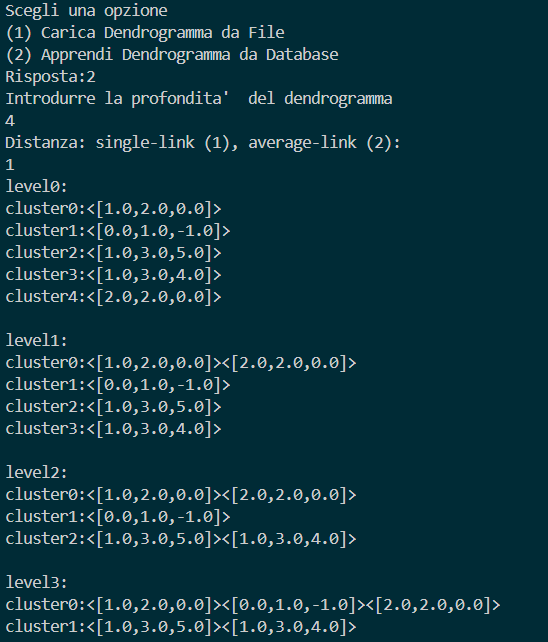 Scegli una opzione
(1) Carica Dendrogramma da File
(2) Apprendi Dendrogramma da Database
Risposta:2
Introdurre la profondita'  del dendrogramma
4
Distanza: single-link (1), average-link (2):
1
level0:
cluster0:<[1.0,2.0,0.0]>
cluster1:<[0.0,1.0,-1.0]>
cluster2:<[1.0,3.0,5.0]>
cluster3:<[1.0,3.0,4.0]>
cluster4:<[2.0,2.0,0.0]>

level1:
cluster0:<[1.0,2.0,0.0]><[2.0,2.0,0.0]>
cluster1:<[0.0,1.0,-1.0]>
cluster2:<[1.0,3.0,5.0]>
cluster3:<[1.0,3.0,4.0]>

level2:
cluster0:<[1.0,2.0,0.0]><[2.0,2.0,0.0]>
cluster1:<[0.0,1.0,-1.0]>
cluster2:<[1.0,3.0,5.0]><[1.0,3.0,4.0]>

level3:
cluster0:<[1.0,2.0,0.0]><[0.0,1.0,-1.0]><[2.0,2.0,0.0]>
cluster1:<[1.0,3.0,5.0]><[1.0,3.0,4.0]>